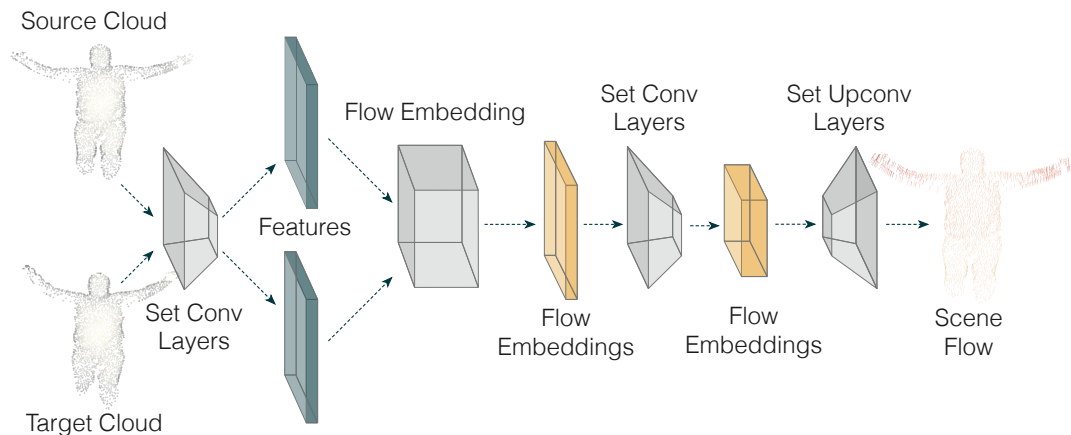 Source Cloud
Target Cloud
Set Conv
Layers
Features
Flow Embedding
Flow
Embeddings
Set Conv
Layers
Flow
Embeddings
Set Upconv
Layers
Scene
Flow